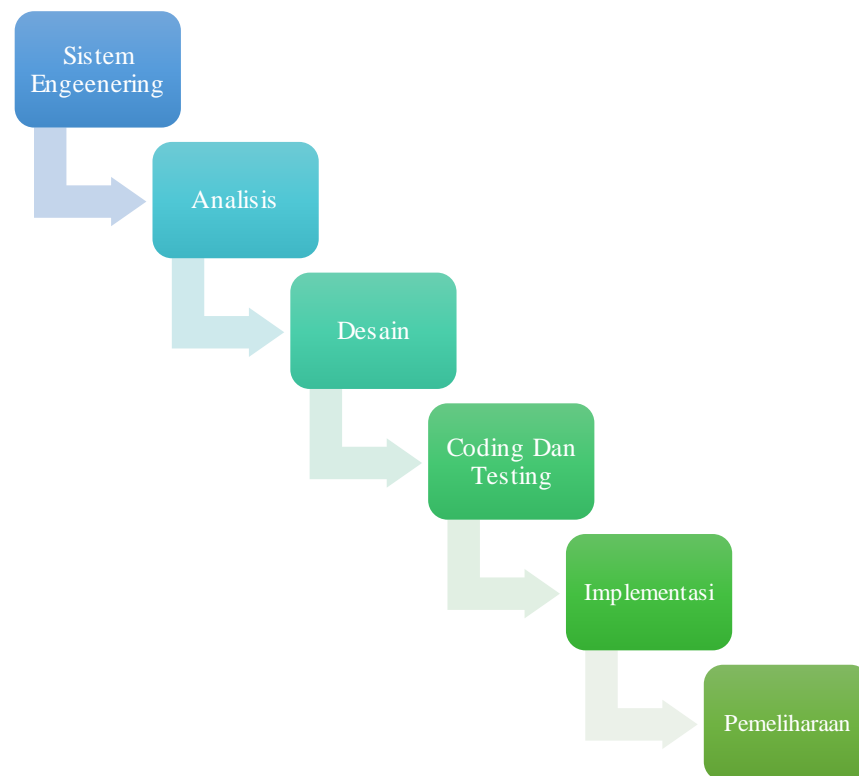 Sistem
Engeenering
Analisis
Desain
Coding Dan
Testing
Implementasi
Pemeliharaan